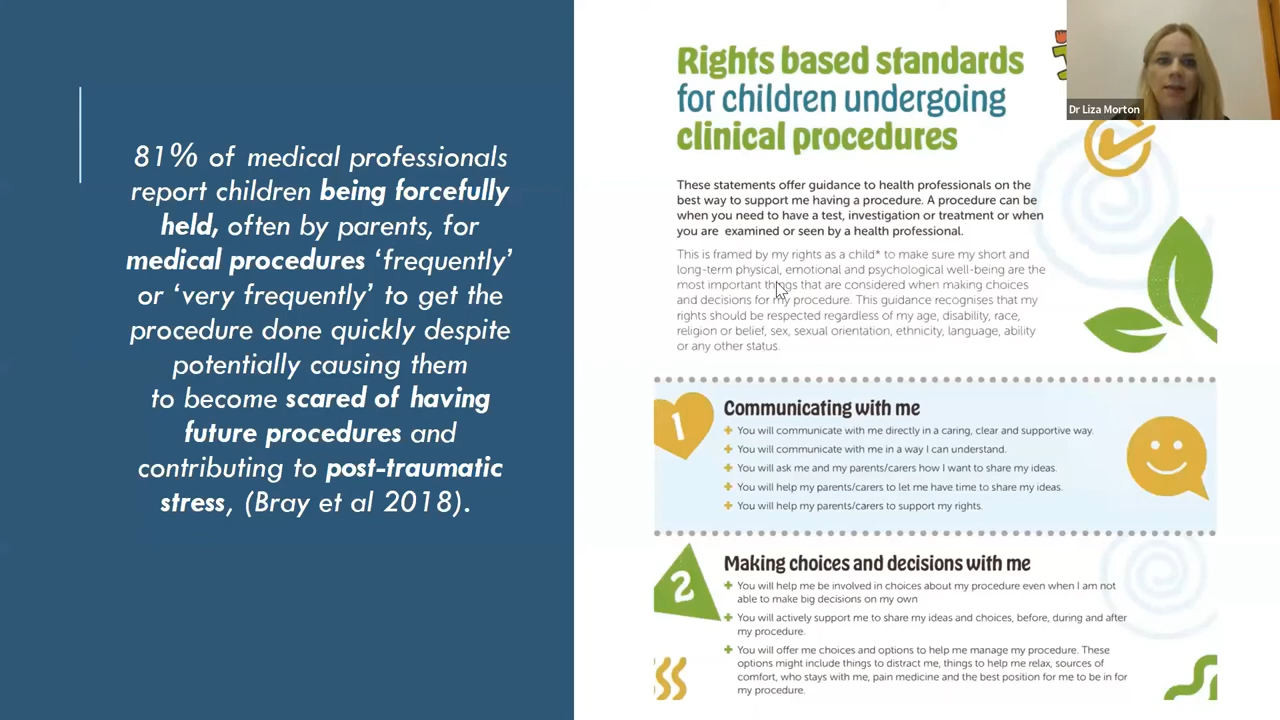 81% of medical professionals
report children being forcefully
held, often by parents, for
medical procedures ‘frequently’
or ‘very frequently’ to get the
procedure done quickly despite
potentially causing them
to become scared of having
future procedures and
contributing to post-traumatic
stress, (Bray et al 2018).
Rights based standards
for children undergoing
clinical procedures
These statements offer guidance to health professionals on the
best way to support me having a procedure. A procedure can be
when you need to have a test, investigation or treatment or when
you are examined or seen by a health professional.
This is framed by my rights as a child* to make sure my short and
long-term physical, emotional and psychological well-being are the
most important things that are considered when making choices
and decisions for my procedure. This guidance recognises that my
rights should be respected regardless of my age, disability, race,
religion or belief, sex, sexual orientation, ethnicity, language, ability
or any other status.
1
Communicating with me
You will communicate with me directly in a caring, clear and supportive way.
You will communicate with me in a way I can understand.
You will ask me and my parents/carers how I want to share my ideas.
You will help my parents/carers to let me have time to share my ideas.
You will help my parents/carers to support my rights.
2
Making choices and decisions with me
You will help me be involved in choices about my procedure even when I am not
able to make big decisions on my own
You will actively support me to share my ideas and choices, before, during and after
my procedure.
You will offer me choices and options to help me manage my procedure. These
options might include things to distract me, things to help me relax, sources of
comfort, who stays with me, pain medicine and the best position for me to be in for
my procedure.
Dr Liza Morton